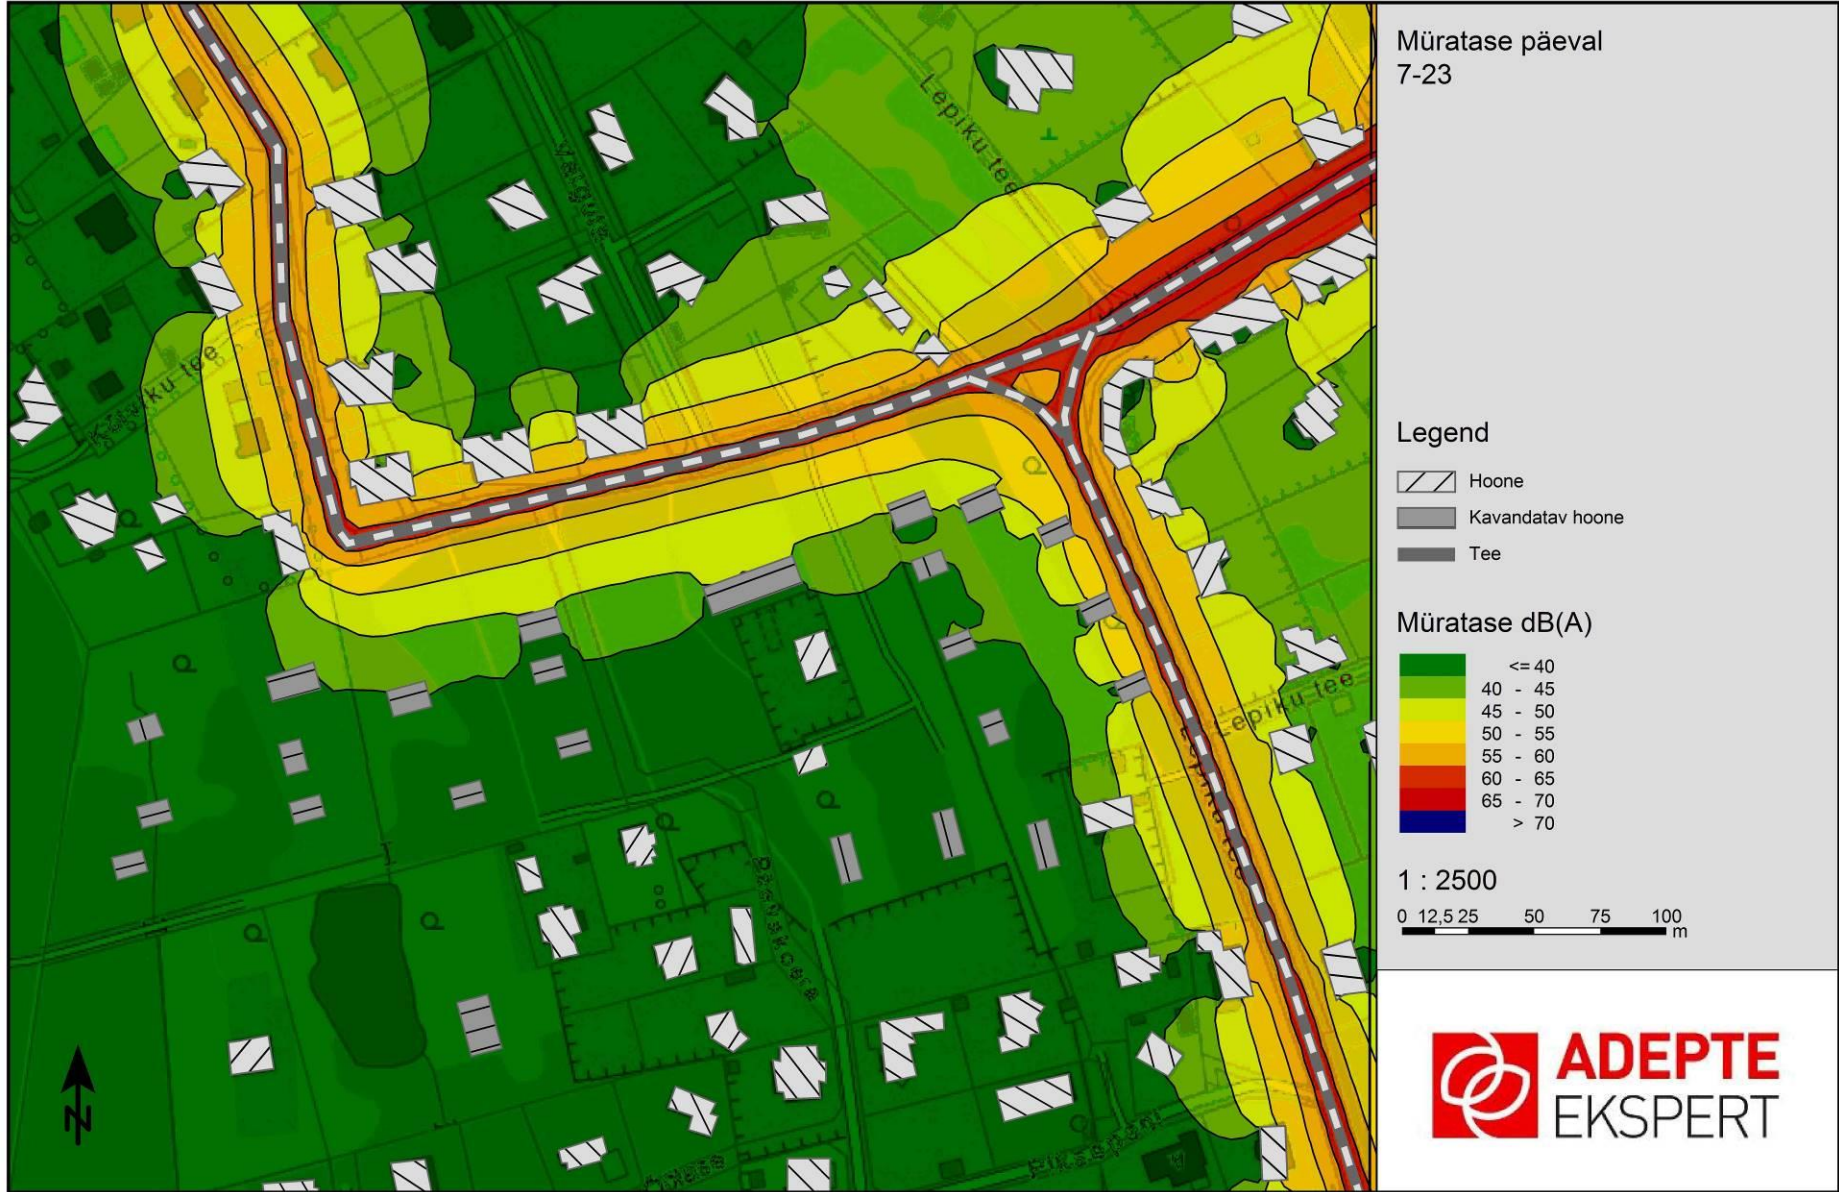 Müratase päeval
7-23
Legend
Hoone
Kavandatav hoone
Tee
Müratase dB(A)
<= 40
40 - 45
45 - 50
50 - 55
55 - 60
60 - 65
65 - 70
> 70
1 : 2500
0 12,5 25 50 75 100
m
ADEPTE
EKSPERT
N
Lepiku tee
Lepiku tee
Lepiku tee